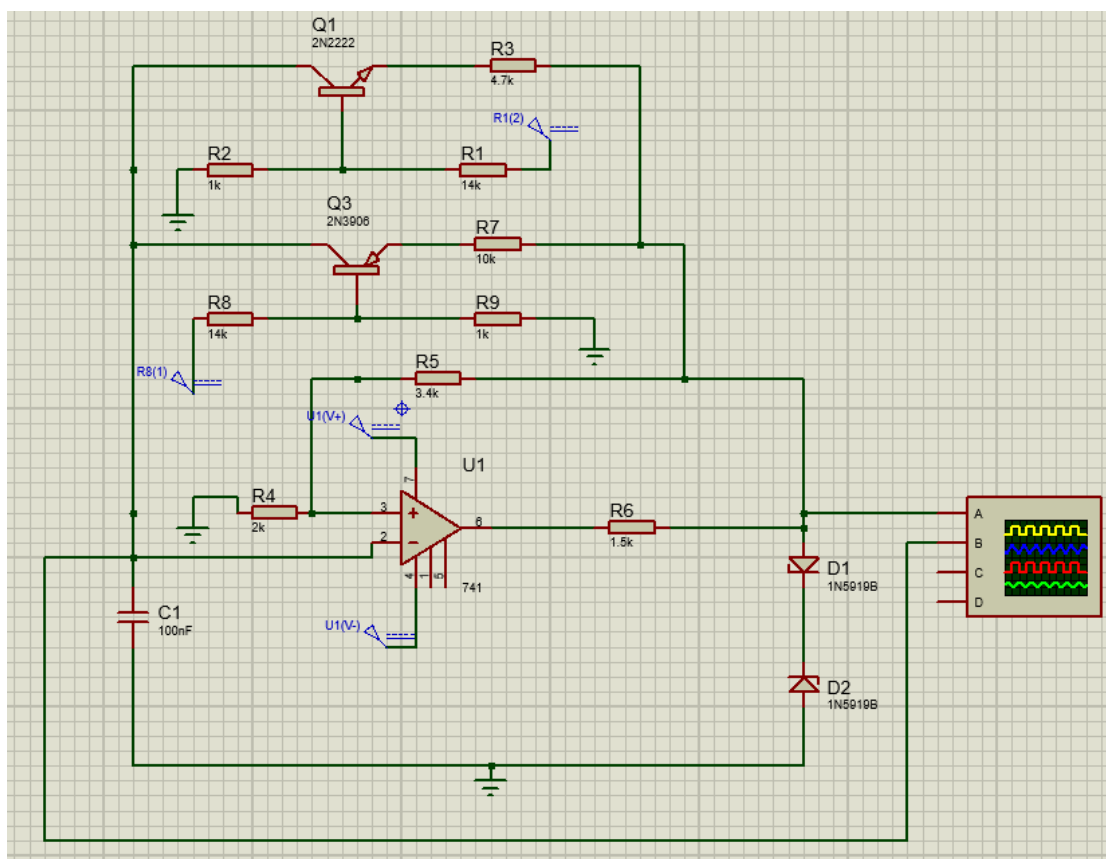 Q1
2N2222
R3
4.7k
R1(2)
R2
1k
R1
14k
Q3
2N3906
R7
10k
R8
14k
R9
1k
R8(1)
R5
3.4k
U1(V+)
U1
7
R4
2k
3
2
6
4
1
5
741
R6
1.5k
A
B
C
D
D1
1N5919B
C1
100nF
U1(V-)
D2
1N5919B